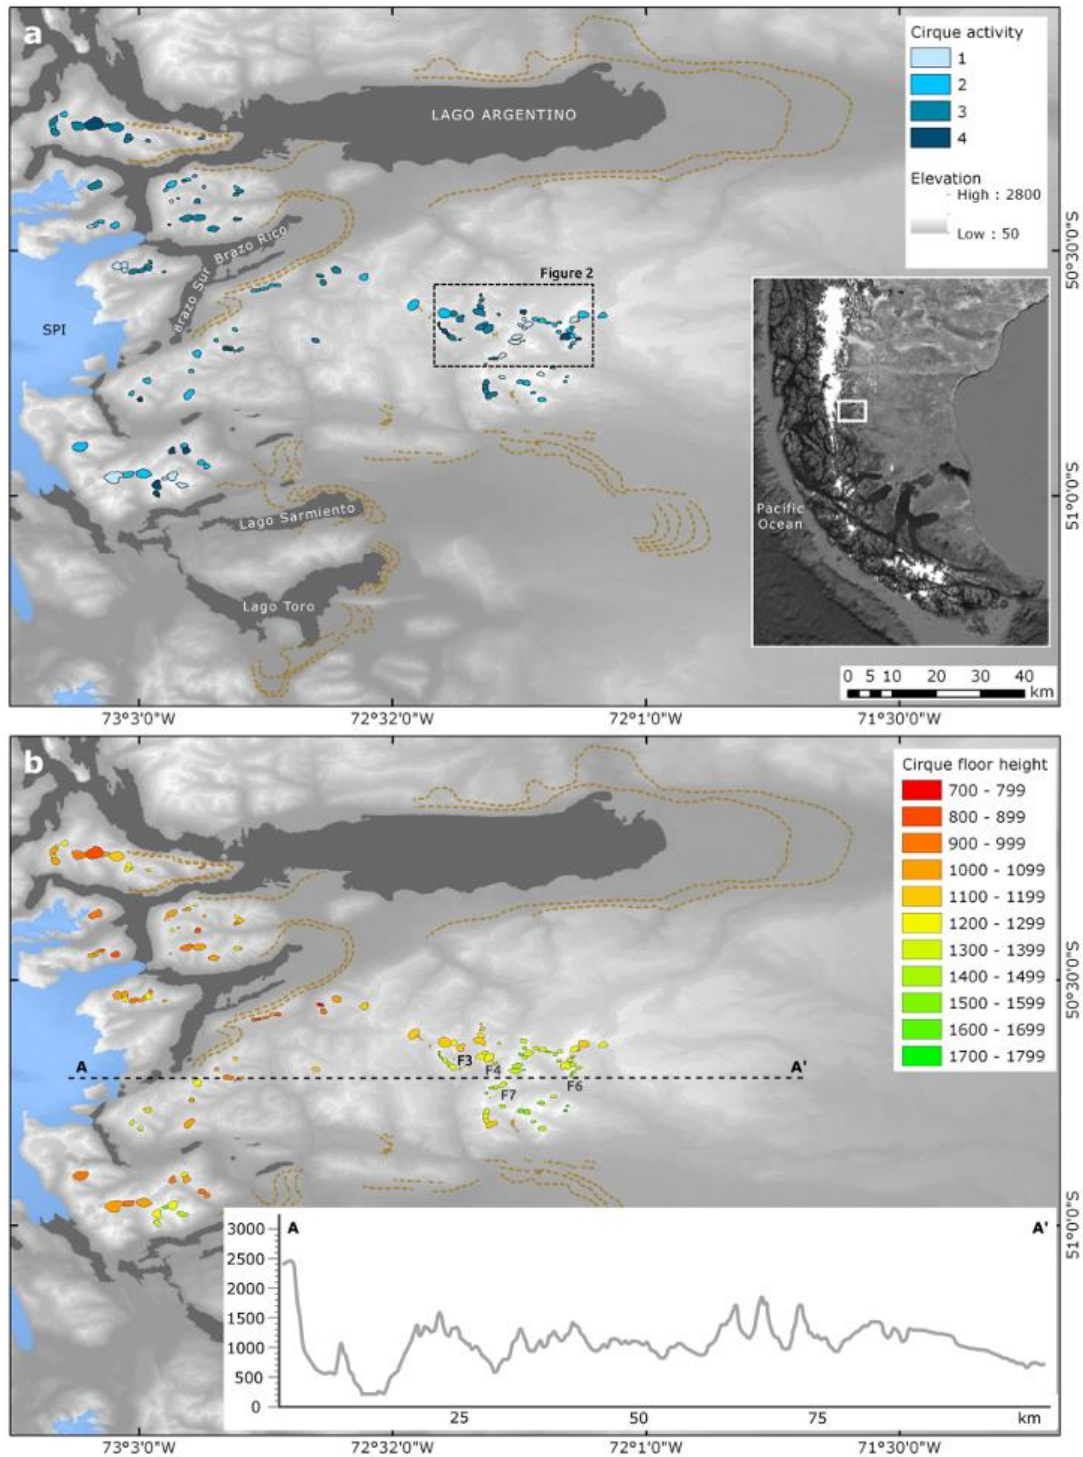 a
Cirque activity
1
2
3
4
Elevation
High : 2800
Low : 50
LAGO ARGENTINO
Brazo Rico
Brazo Sur
SPI
Figure 2
50°30'0"S
51°0'0"S
Pacific
Ocean
Lago Sarmiento
Lago Toro
0 5 10 20 30 40
km
73°3'0"W 72°32'0"W 72°1'0"W 71°30'0"W
b
Cirque floor height
700 - 799
800 - 899
900 - 999
1000 - 1099
1100 - 1199
1200 - 1299
1300 - 1399
1400 - 1499
1500 - 1599
1600 - 1699
1700 - 1799
50°30'0"S
51°0'0"S
A A'
F3
F4
F6
F7
A A'
3000
2500
2000
1500
1000
500
0
25 50 75 km
73°3'0"W 72°32'0"W 72°1'0"W 71°30'0"W